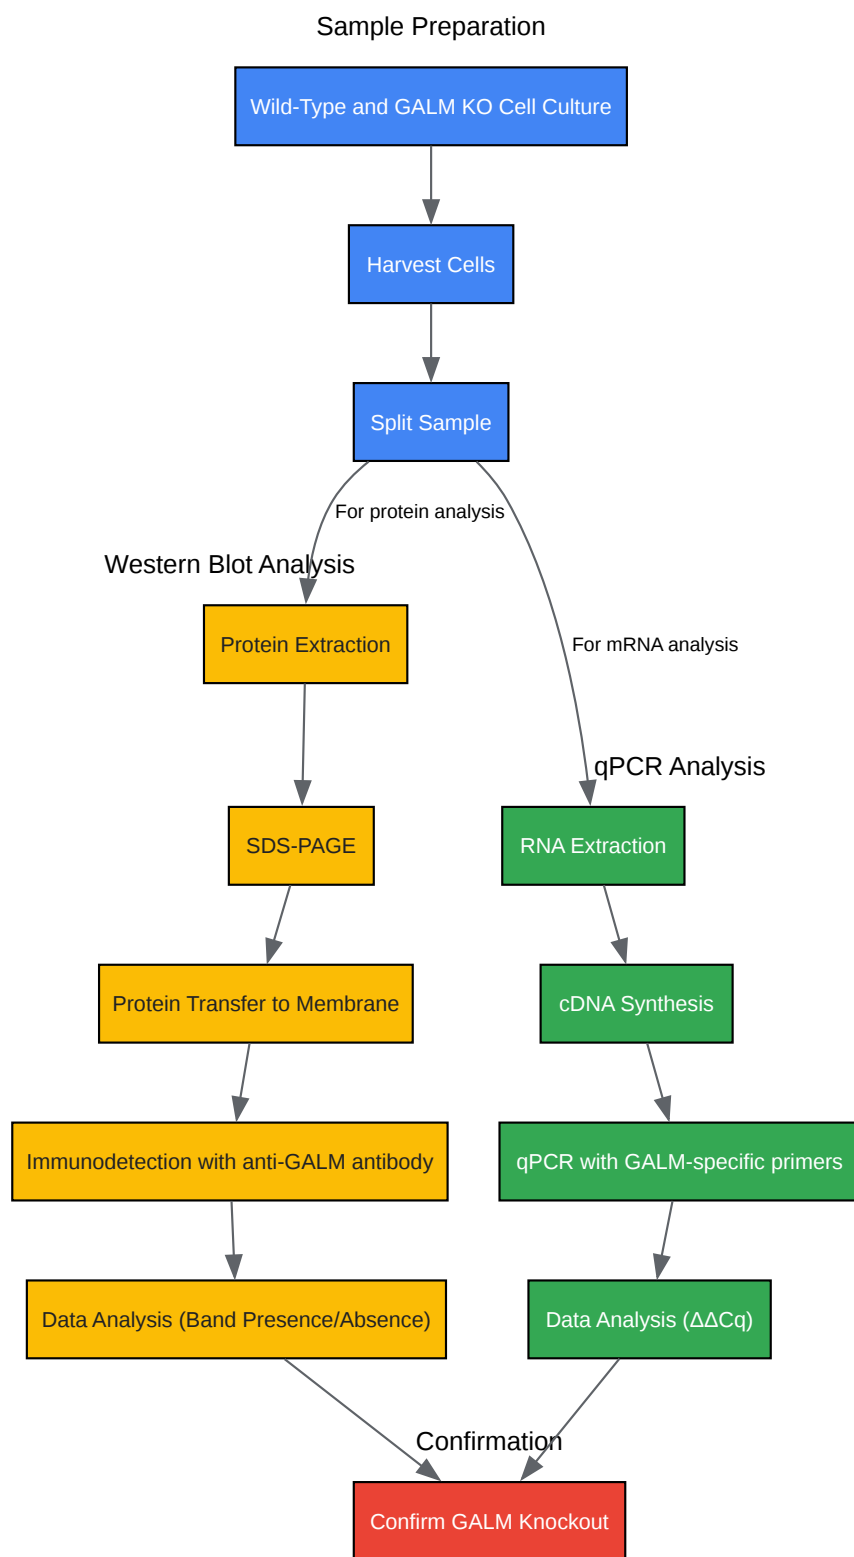 Sample Preparation
Wild-Type and GALM KO Cell Culture
Harvest Cells
Split Sample
For protein analysis
Western Blot Analysis
Protein Extraction
For mRNA analysis
qPCR Analysis
SDS-PAGE
RNA Extraction
Protein Transfer to Membrane
cDNA Synthesis
Immunodetection with anti-GALM antibody
qPCR with GALM-specific primers
Data Analysis (Band Presence/Absence)
Data Analysis (ΔΔCq)
Confirmation
Confirm GALM Knockout